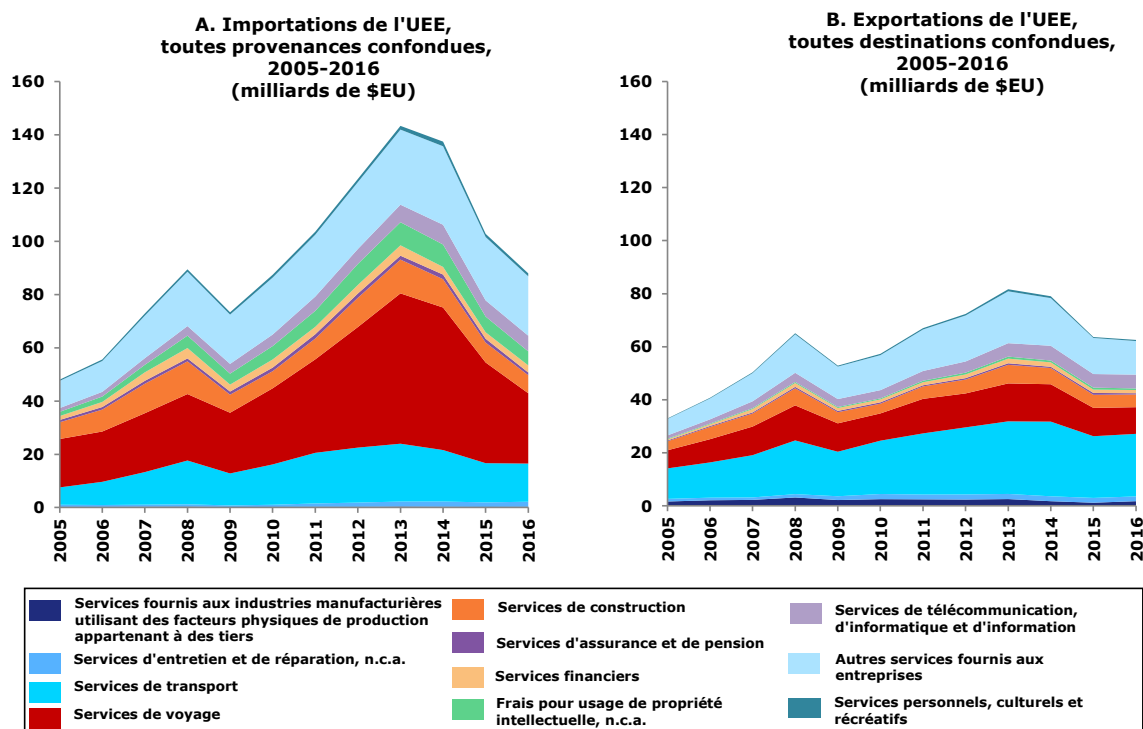 A. Importations de l'UEE,
toutes provenances confondues,
2005-2016
(milliards de $EU)
160
140
120
100
80
60
40
20
0
2005
2006
2007
2008
2009
2010
2011
2012
2013
2014
2015
2016
B. Exportations de l'UEE,
toutes destinations confondues,
2005-2016
(milliards de $EU)
160
140
120
100
80
60
40
20
0
2005
2006
2007
2008
2009
2010
2011
2012
2013
2014
2015
2016
Services fournis aux industries manufacturières
utilisant des facteurs physiques de production
appartenant à des tiers
Services d'entretien et de réparation, n.c.a.
Services de transport
Services de voyage
Services de construction
Services d'assurance et de pension
Services financiers
Frais pour usage de propriété
intellectuelle, n.c.a.
Services de télécommunication,
d'informatique et d'information
Autres services fournis aux
entreprises
Services personnels, culturels et
récréatifs